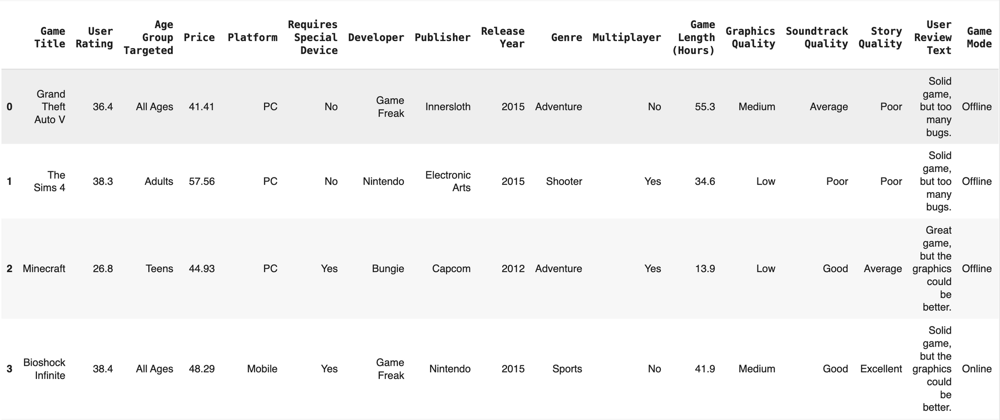 Game Title User Rating Age Group Targeted Price Platform Requires Special Device Developer Publisher Release Year Genre Multiplayer Game Length (Hours) Graphics Quality Soundtrack Quality Story Quality User Review Text Game Mode
0 Grand Theft Auto V 36.4 All Ages 41.41 PC No Game Freak Innersloth 2015 Adventure No 55.3 Medium Average Poor Solid game, but too many bugs. Offline
1 The Sims 4 38.3 Adults 57.56 PC No Nintendo Electronic Arts 2015 Shooter Yes 34.6 Low Poor Poor Solid game, but too many bugs. Offline
2 Minecraft 26.8 Teens 44.93 PC Yes Bungie Capcom 2012 Adventure Yes 13.9 Low Good Average Great game, but the graphics could be better. Offline
3 Bioshock Infinite 38.4 All Ages 48.29 Mobile Yes Game Freak Nintendo 2015 Sports No 41.9 Medium Good Excellent Solid game, but the graphics could be better. Online